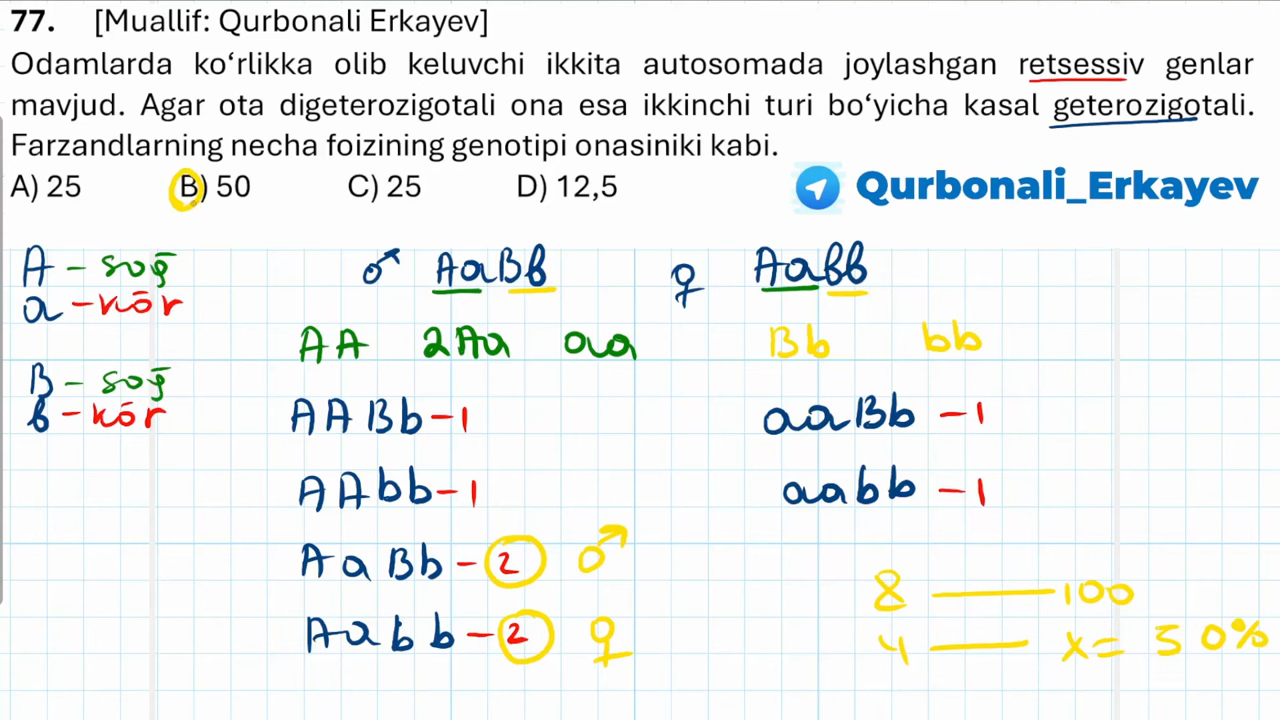 77. [Muallif: Qurbonali Erkayev]
Odamlarda ko‘rlikka olib keluvchi ikkita autosomada joylashgan retsessiv genlar
mavjud. Agar ota digeterozigotali ona esa ikkinchi turi bo‘yicha kasal geterozigotali.
Farzandlarning necha foizining genotipi onasiniki kabi.
A) 25 B) 50 C) 25 D) 12,5
Qurbonali_Erkayev
A - sog‘
a - kōr
B - sog‘
b - kōr
♂ AaBb ♀ Aabb
AA 2Aa aa Bb bb
AABb - 1
AAbb - 1
AaBb - 2 ♂
Aabb - 2 ♀
aaBb - 1
aabb - 1
8 — 100
4 — x = 50%